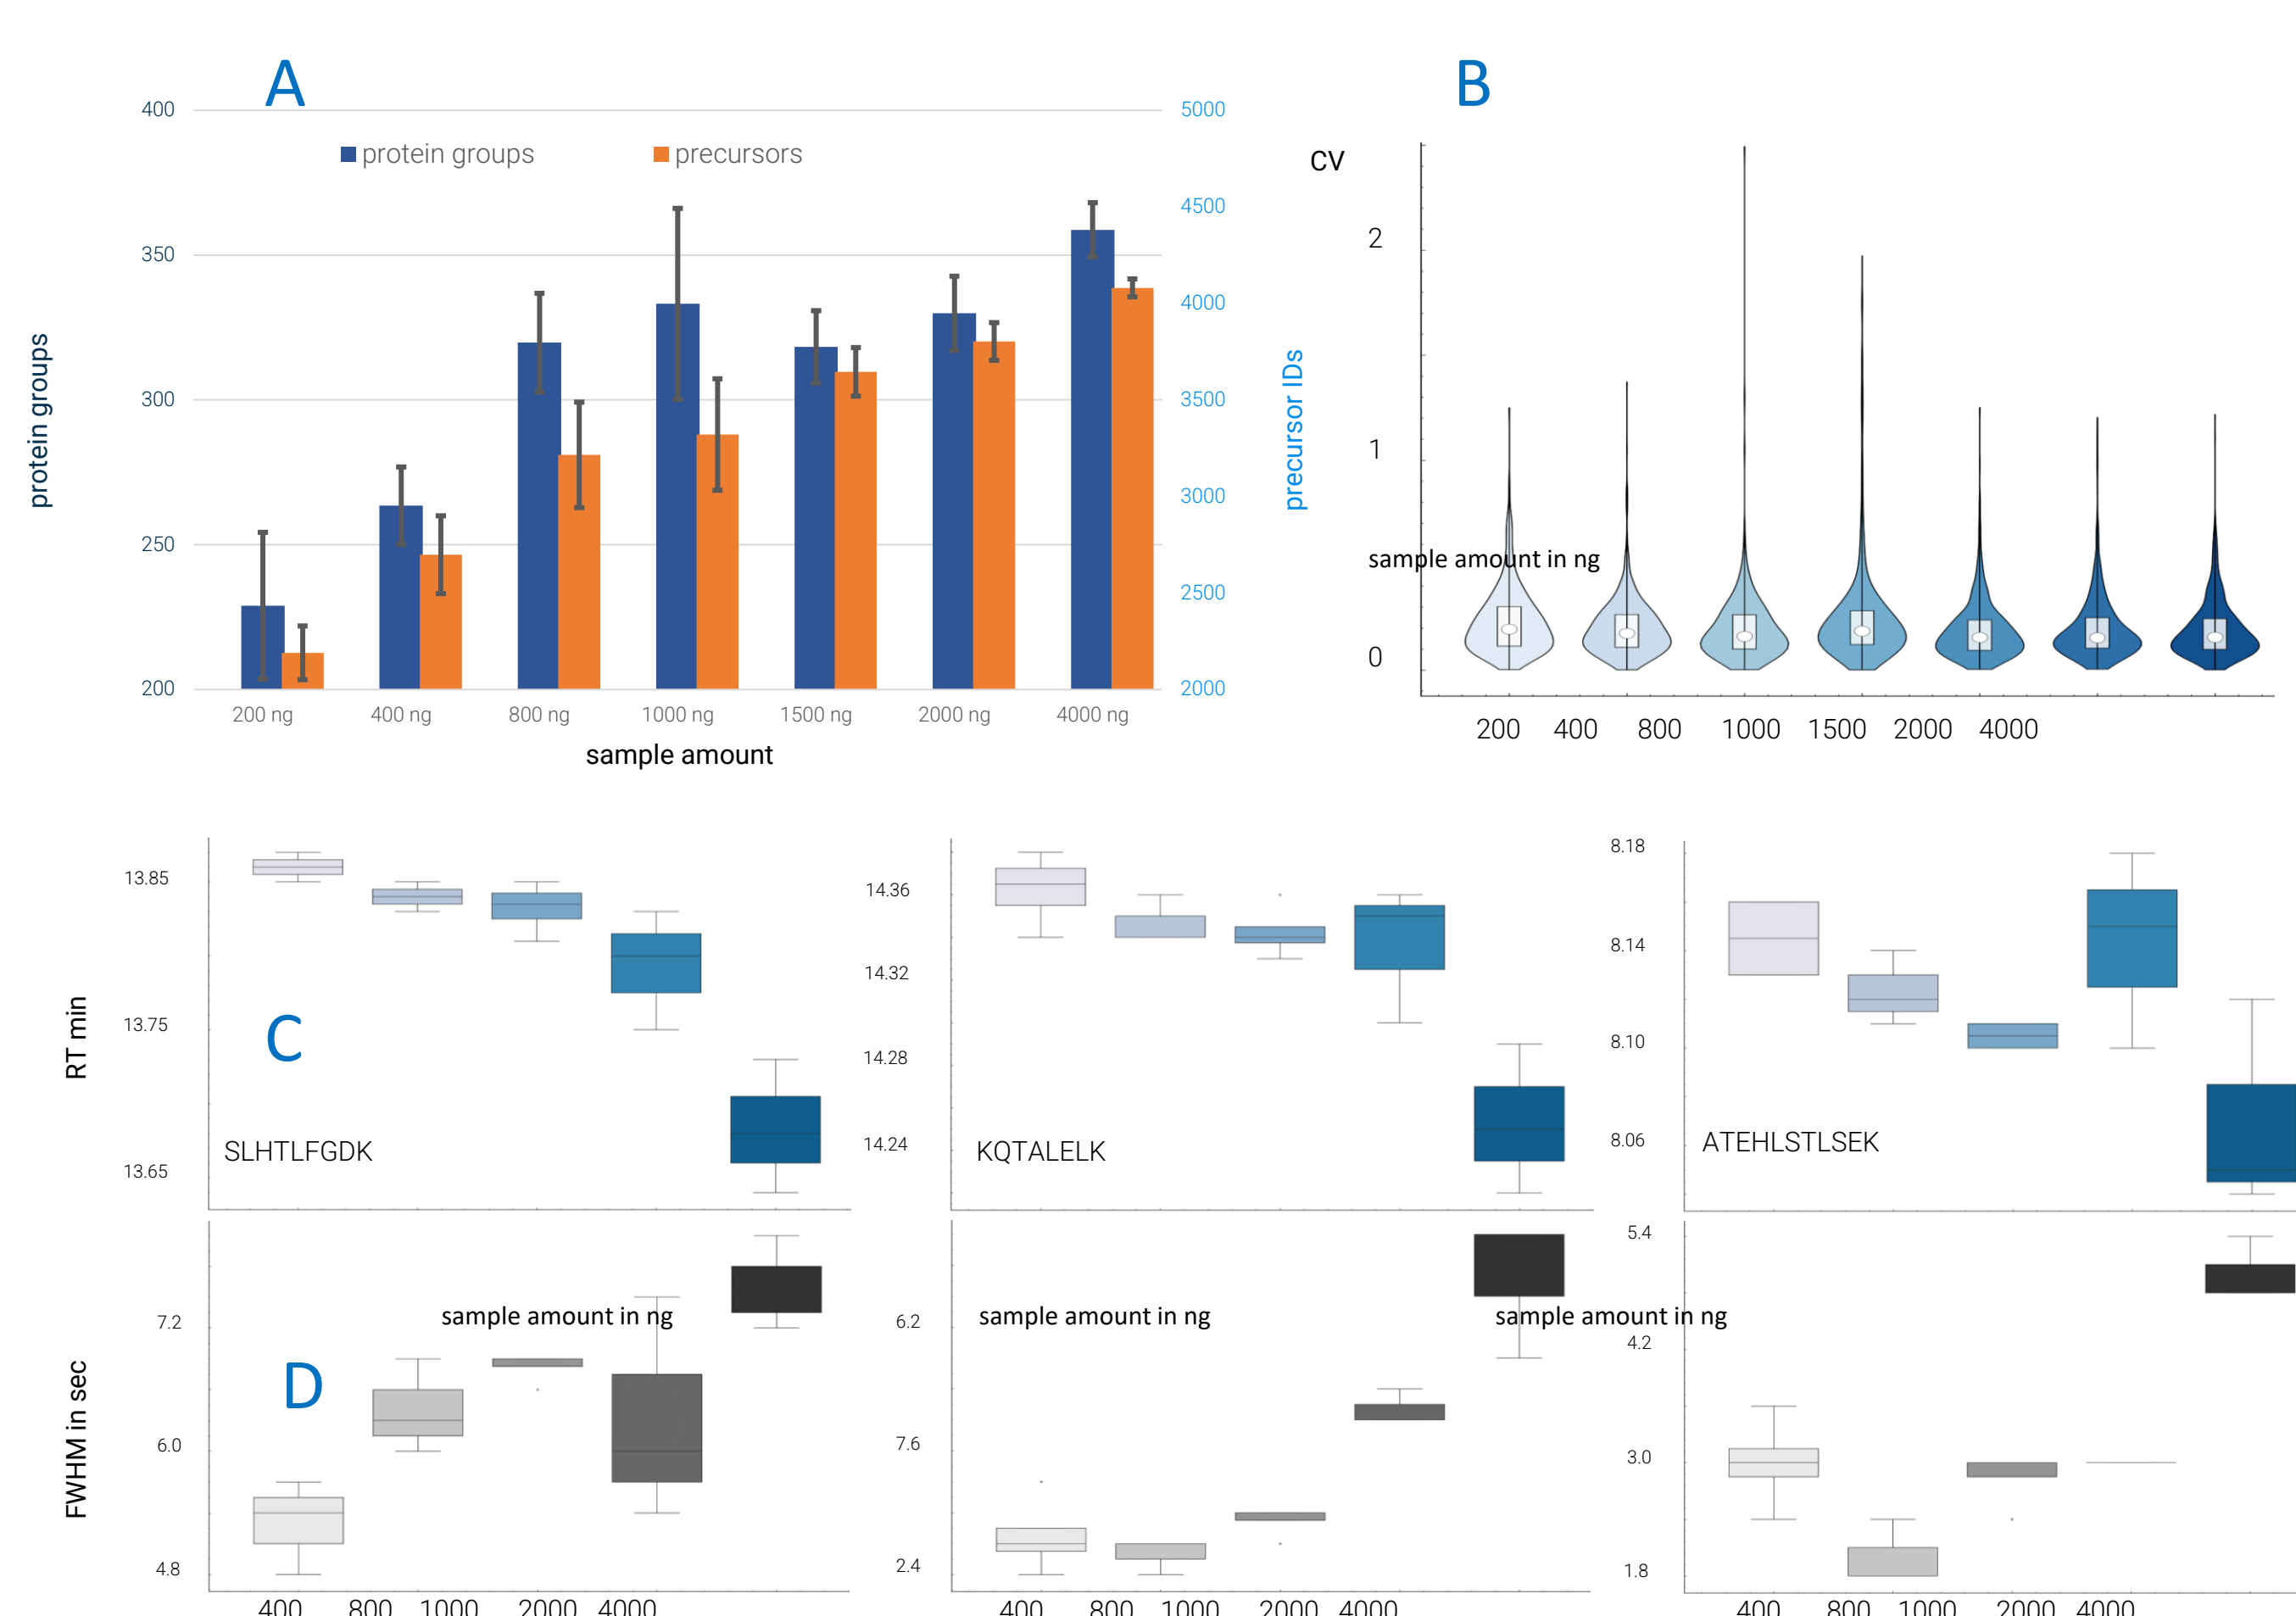 A
B
400
5000
protein groups
precursors
CV
4500
2
350
4000
protein groups
precursor IDs
300
3500
1
3000
250
sample amount in ng
2500
0
200
2000
200 ng
400 ng
800 ng
1000 ng
1500 ng
2000 ng
4000 ng
200 400 800 1000 1500 2000 4000
sample amount
RT min
C
13.85
13.75
13.65
SLHTLFGDK
14.36
14.32
14.28
14.24
KQTALELK
8.18
8.14
8.10
8.06
ATEHLSTLSEK
FWHM in sec
D
7.2
6.0
4.8
sample amount in ng
400 800 1000 2000 4000
6.2
7.6
2.4
sample amount in ng
400 800 1000 2000 4000
5.4
4.2
3.0
1.8
sample amount in ng
400 800 1000 2000 4000